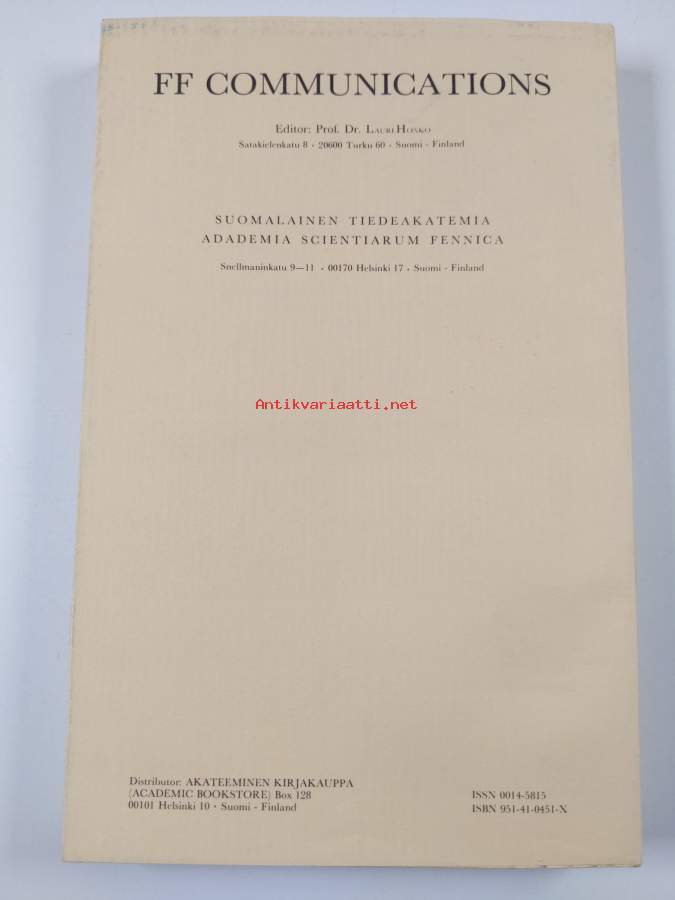 FF COMMUNICATIONS
Editor: Prof. Dr. LAURI HONKO
Satakielenkatu 8 · 20600 Turku 60 · Suomi - Finland
SUOMALAINEN TIEDEAKATEMIA
ADADEMIA SCIENTIARUM FENNICA
Snellmaninkatu 9—11 · 00170 Helsinki 17 · Suomi - Finland
Antikvariaatti.net
Distributor: AKATEEMINEN KIRJAKAUPPA
(ACADEMIC BOOKSTORE) Box 128
00101 Helsinki 10 · Suomi - Finland
ISSN 0014-5815
ISBN 951-41-0451-X